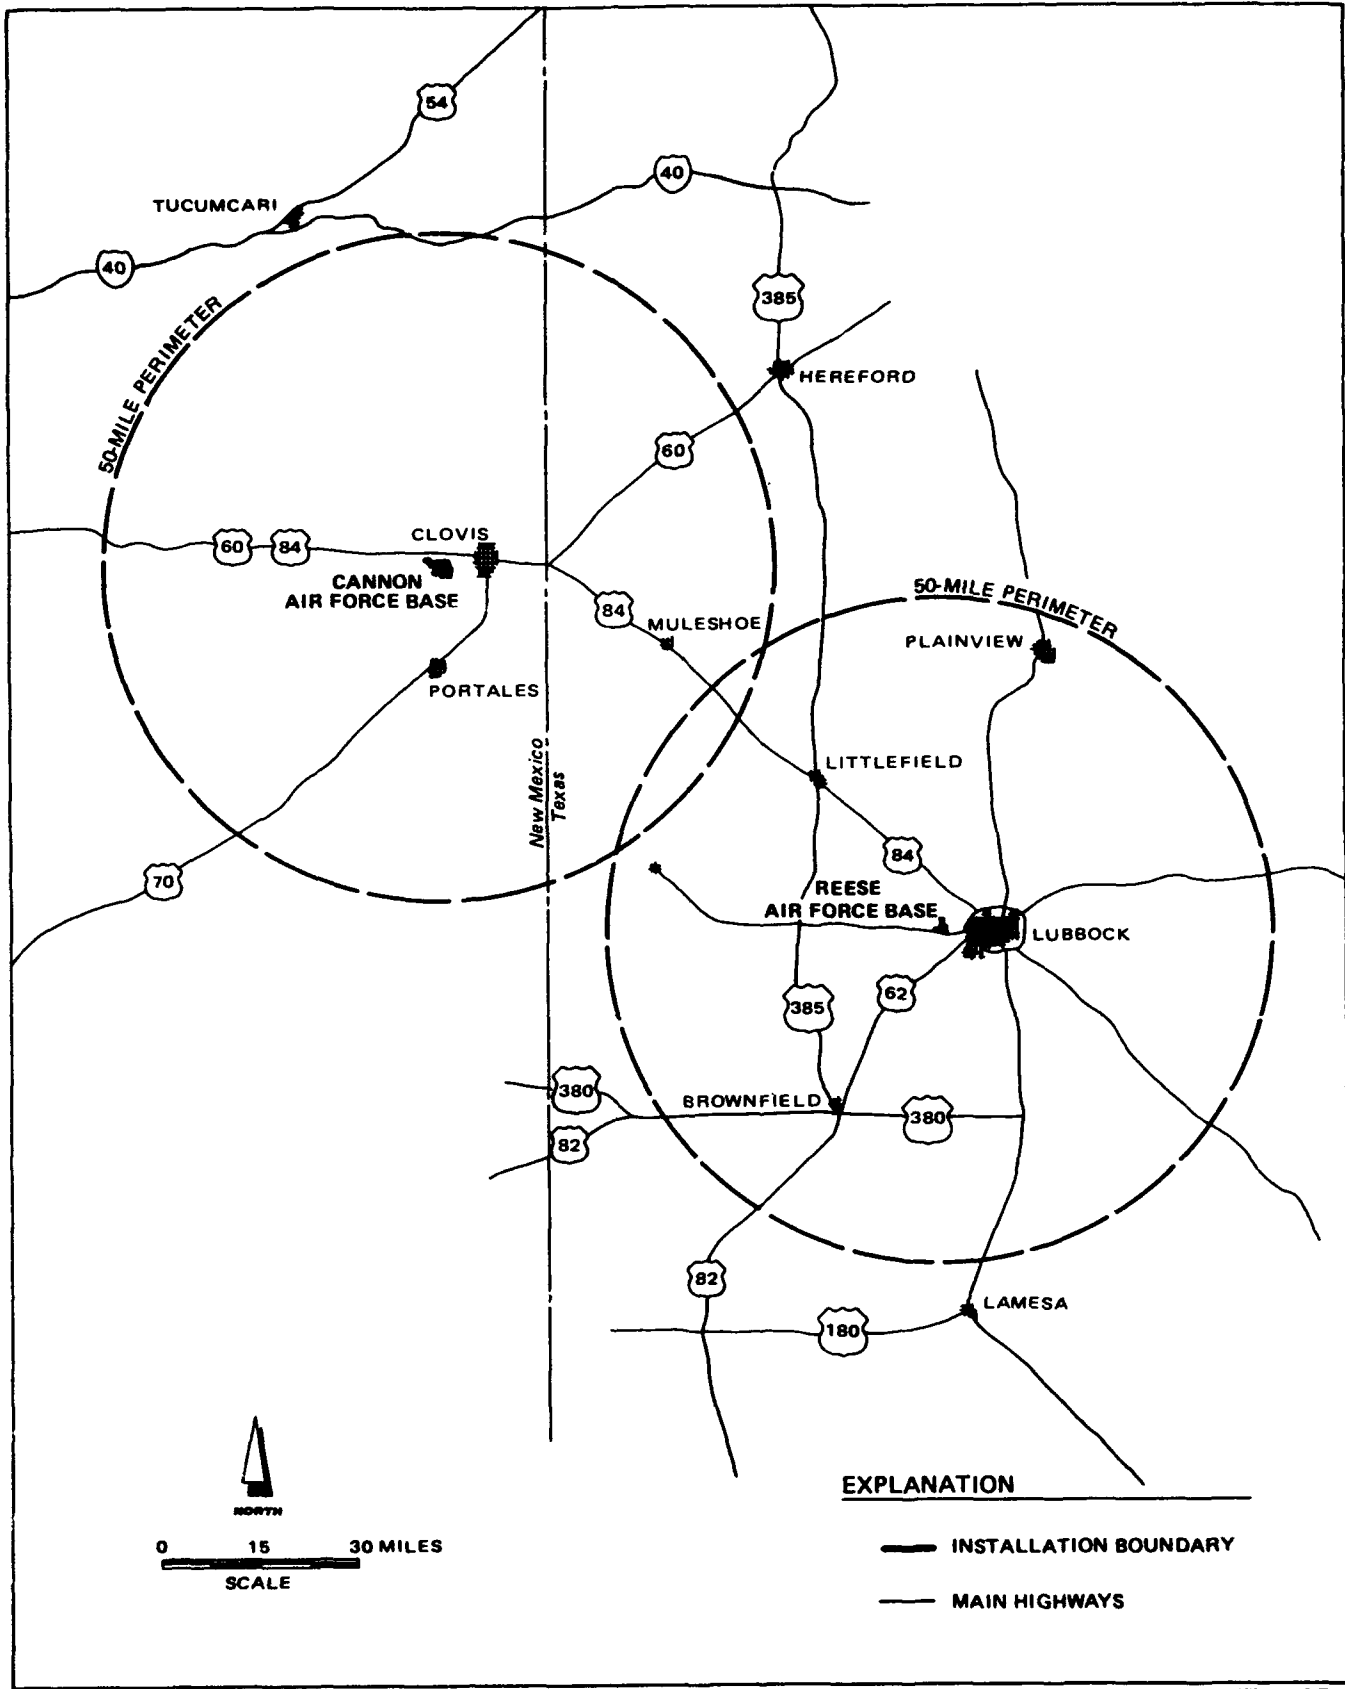 54
40
TUCUMCARI
40
385
50-MILE PERIMETER
HEREFORD
60
CLOVIS
60
84
CANNON
AIR FORCE BASE
84
MULESHOE
50-MILE PERIMETER
PLAINVIEW
PORTALES
New Mexico
Texas
LITTLEFIELD
84
70
REESE
AIR FORCE BASE
LUBBOCK
385
62
380
BROWNFIELD
380
82
82
LAMESA
180
NORTH
0 15 30 MILES
SCALE
EXPLANATION
INSTALLATION BOUNDARY
MAIN HIGHWAYS